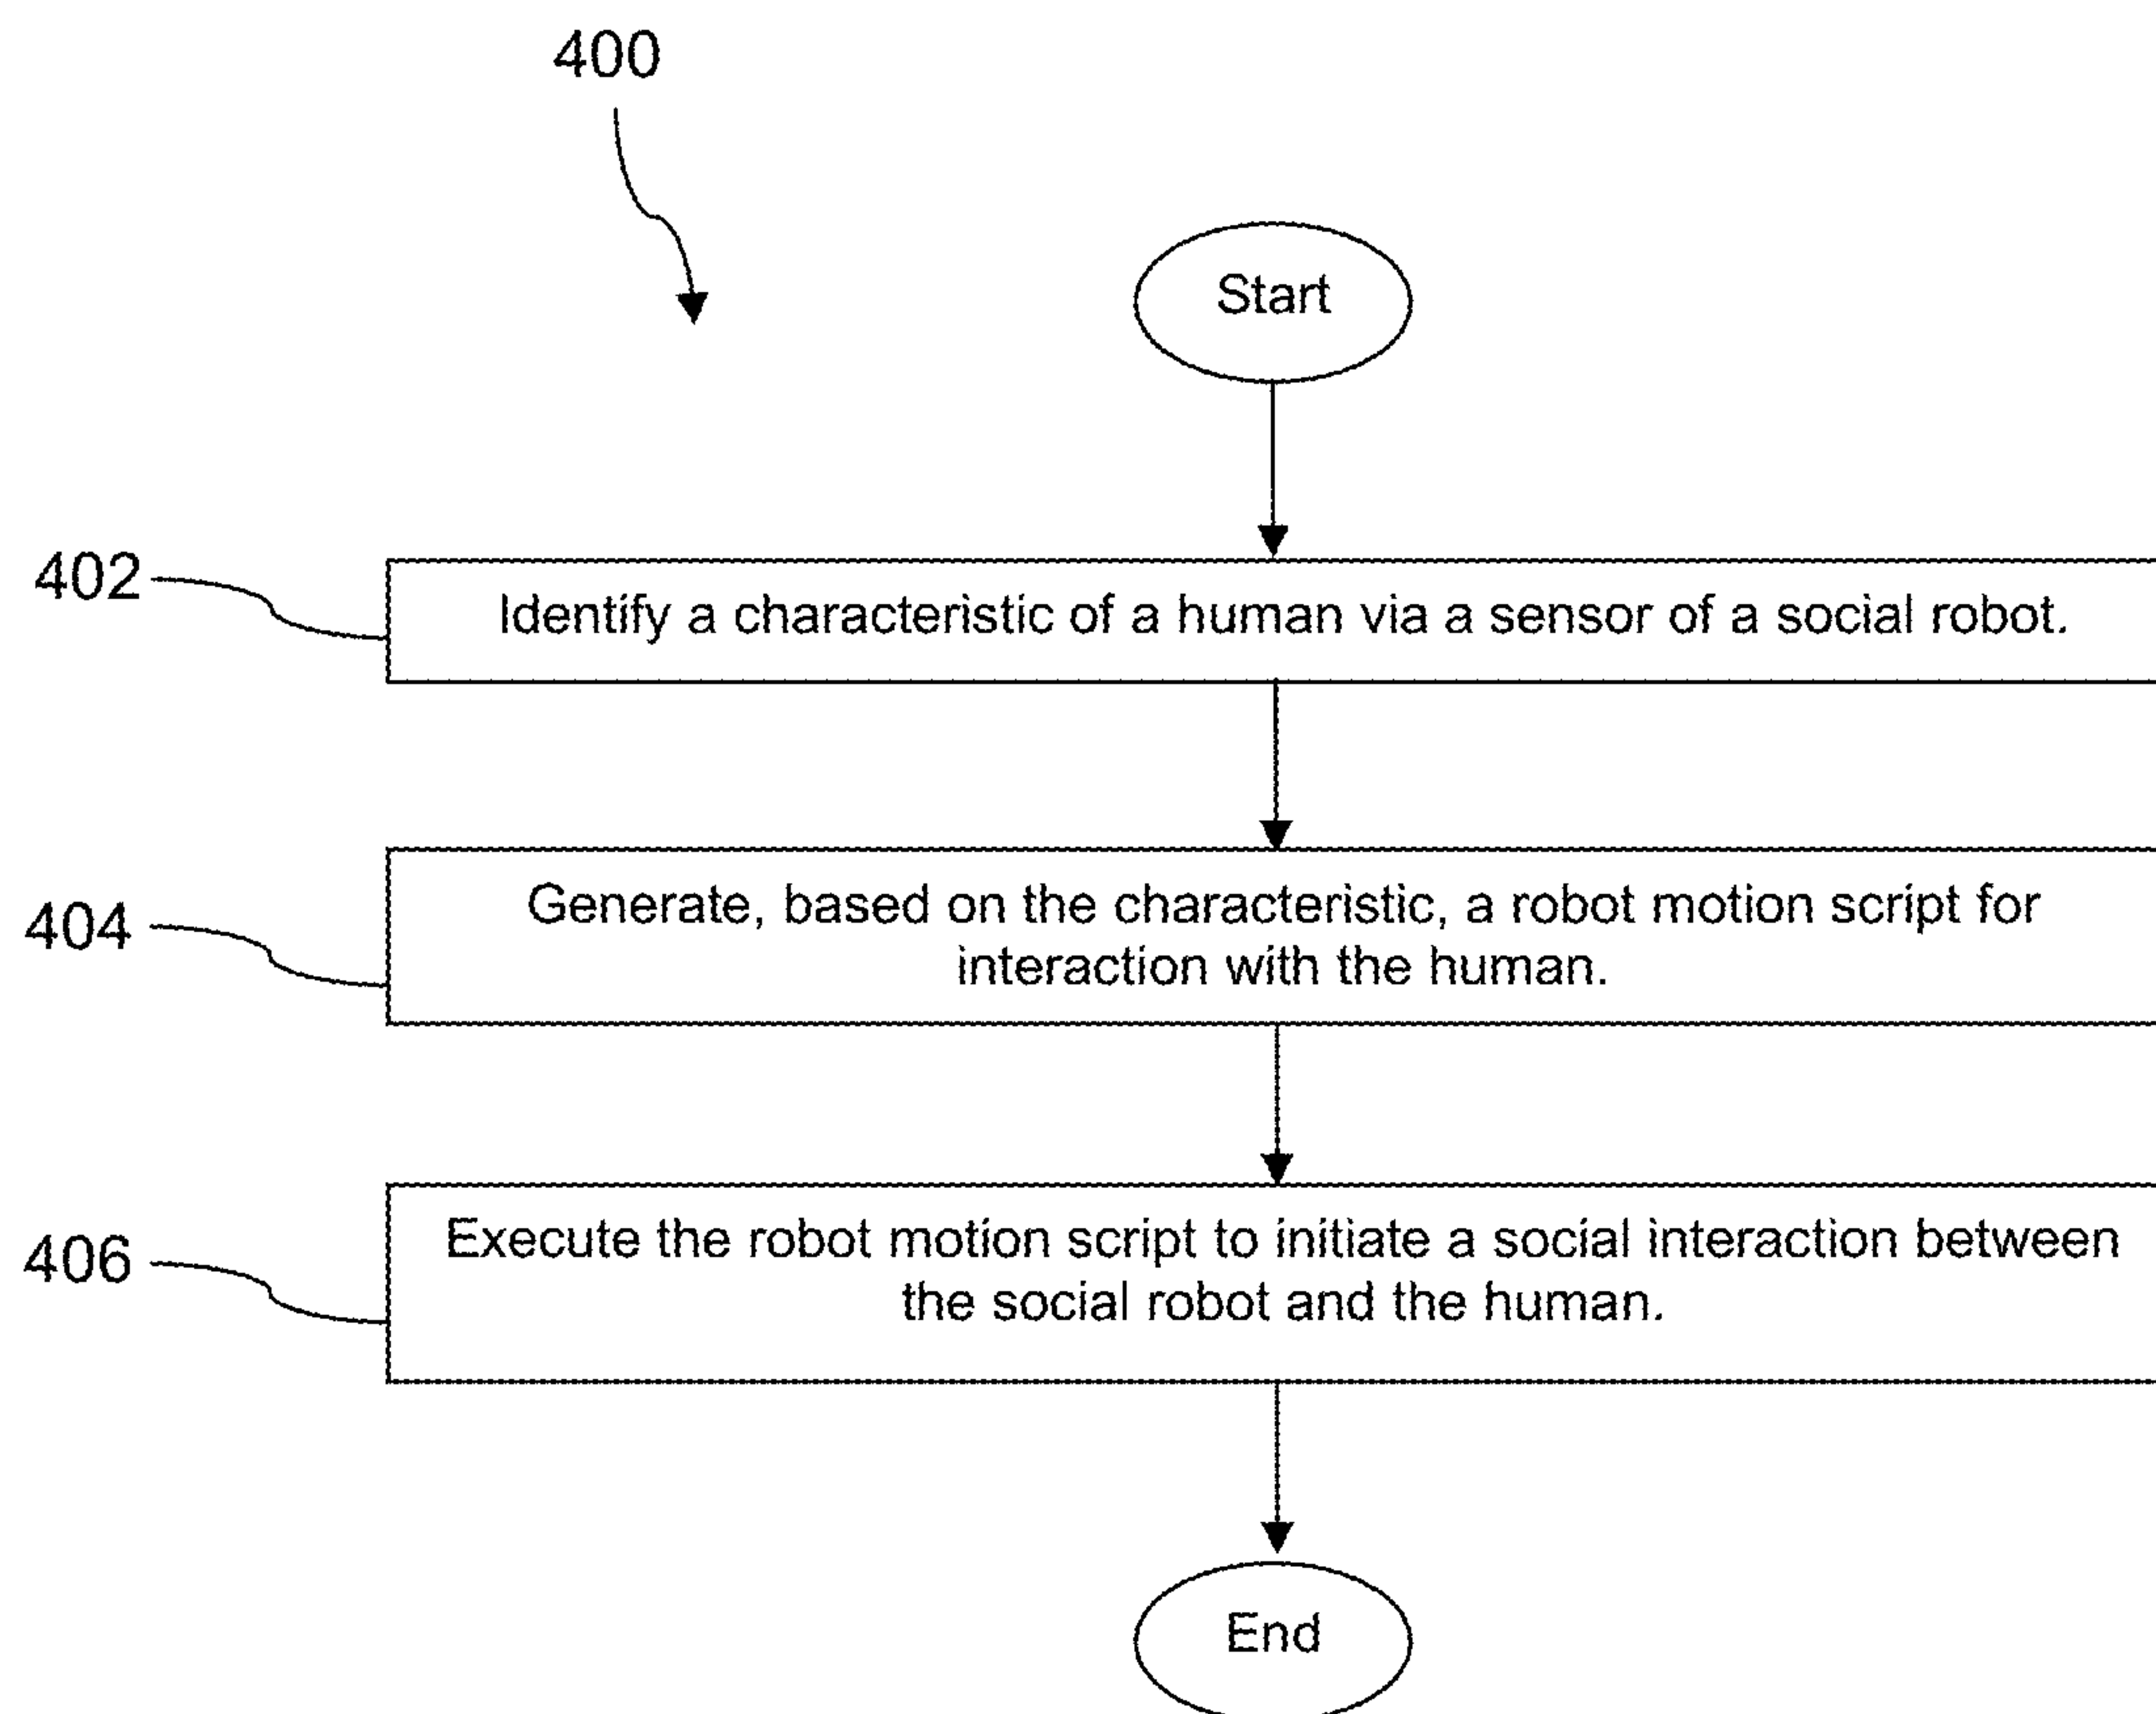 400
Start
402
Identify a characteristic of a human via a sensor of a social robot.
404
Generate, based on the characteristic, a robot motion script for
interaction with the human.
406
Execute the robot motion script to initiate a social interaction between
the social robot and the human.
End